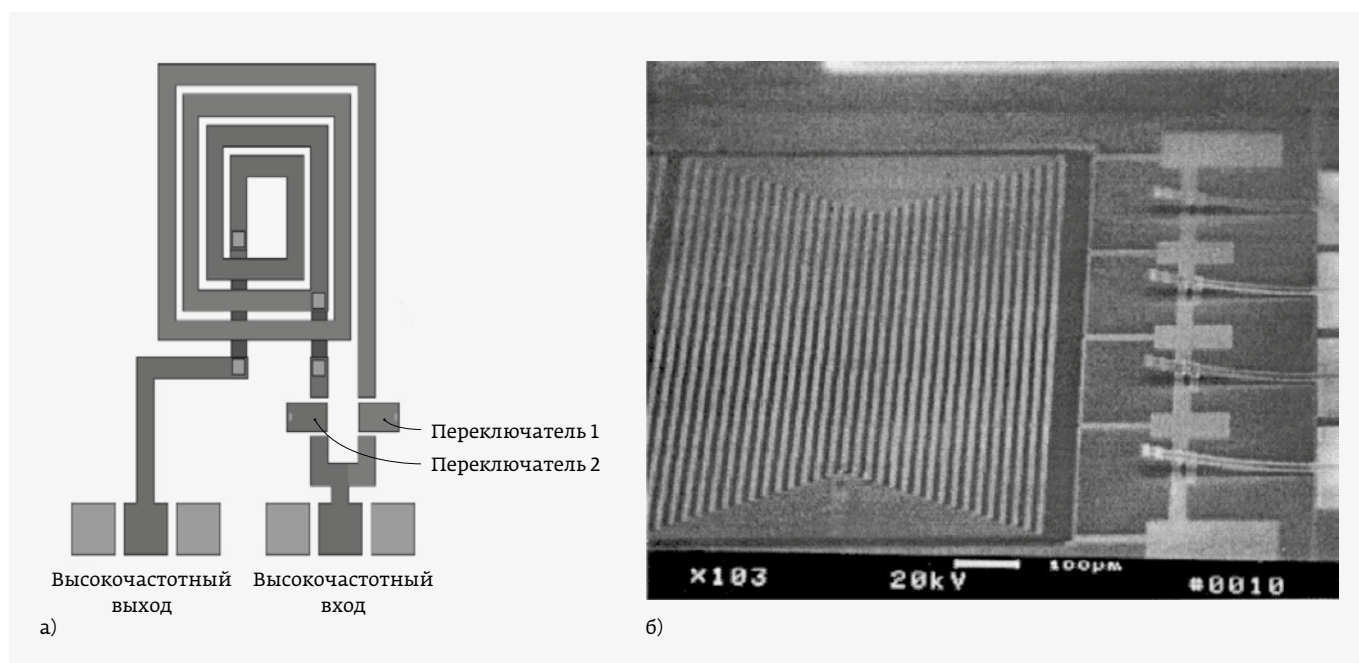 Переключатель 1
Переключатель 2
Высокочастотный выход
Высокочастотный вход
а)
×103
20kV
100µm
#0010
б)